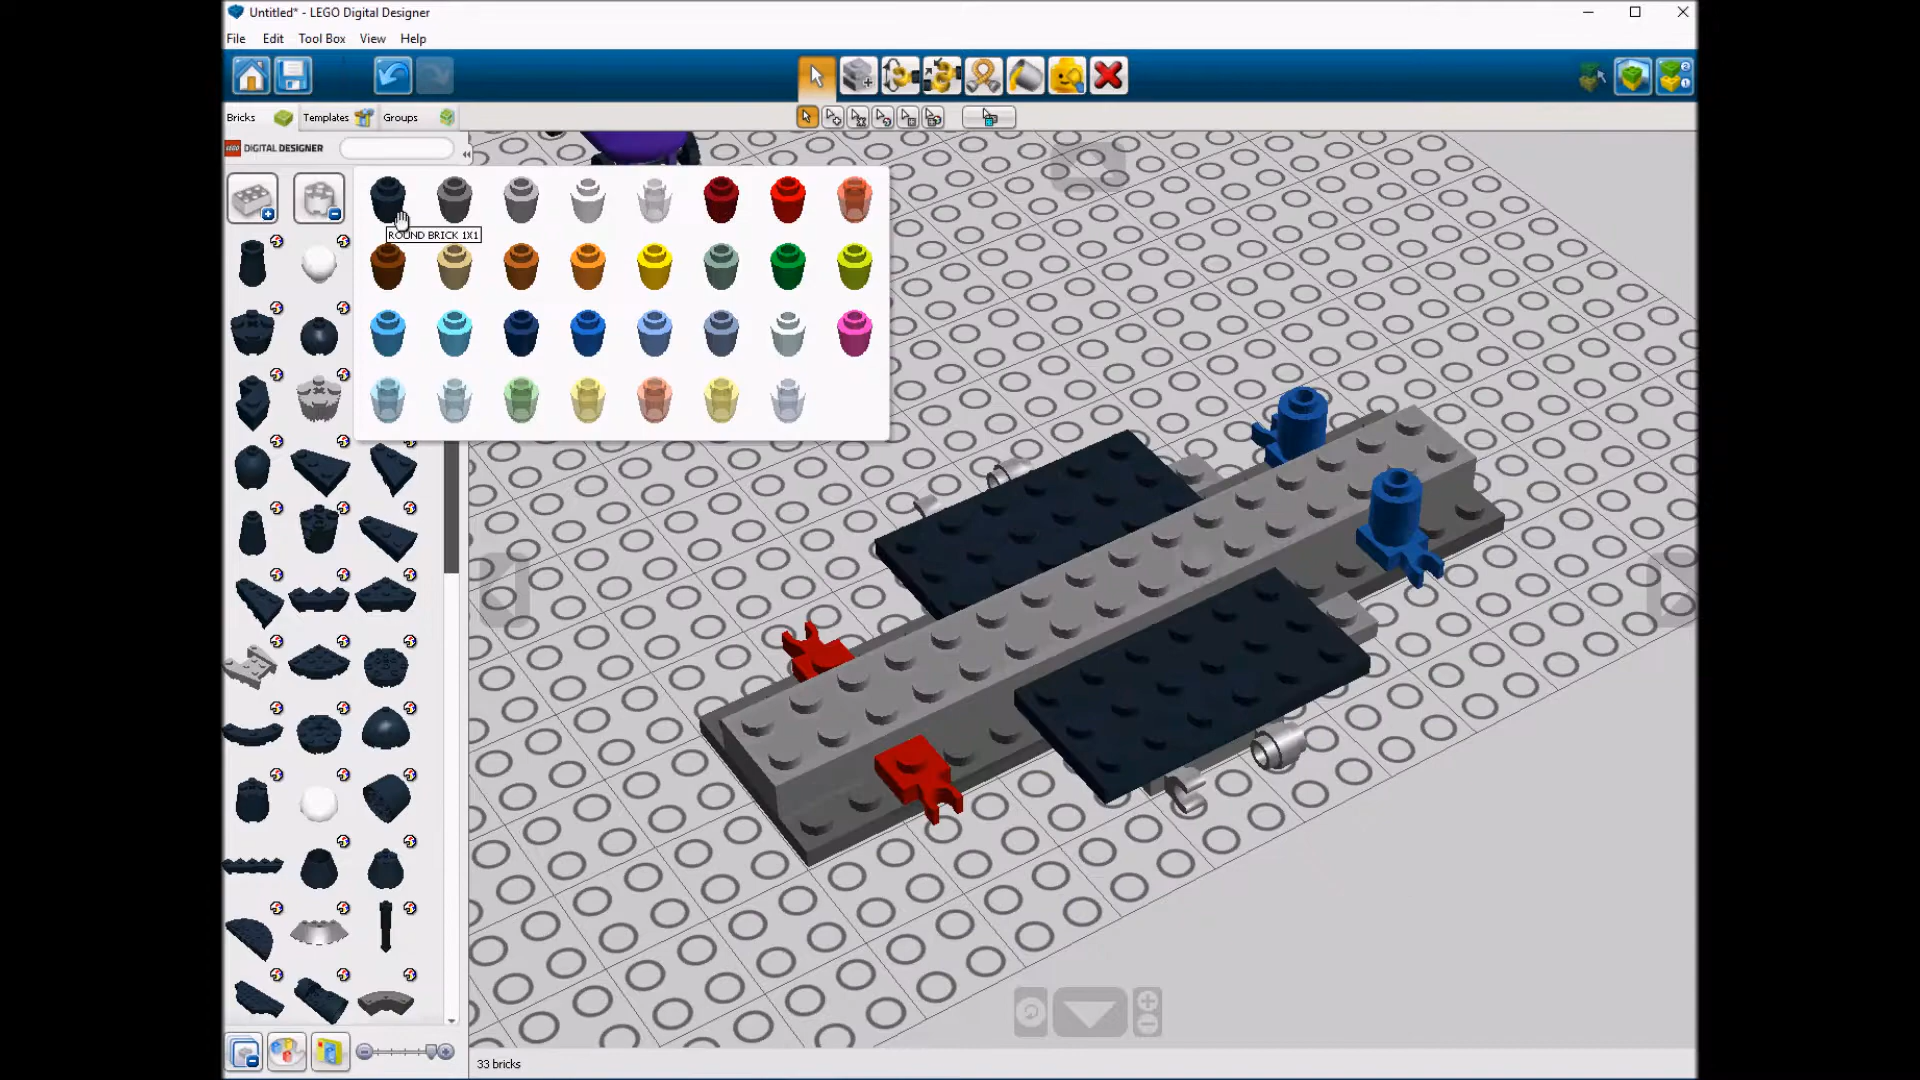 Untitled* - LEGO Digital Designer
File Edit Tool Box View Help
Bricks Templates Groups
LEGO DIGITAL DESIGNER
ROUND BRICK 1X1
33 bricks